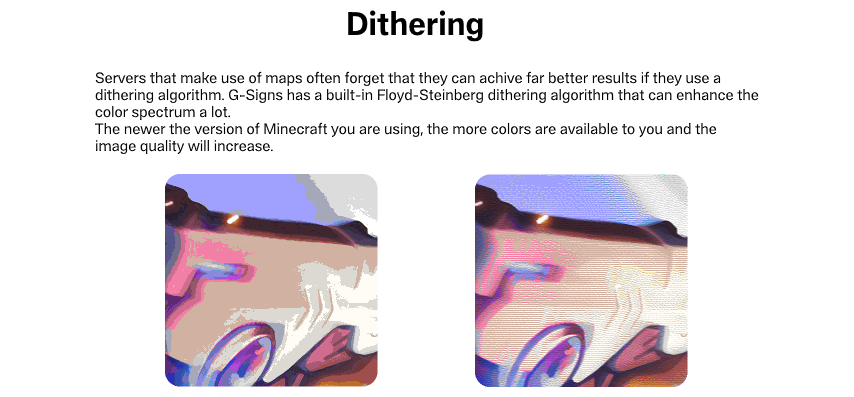 Dithering
Servers that make use of maps often forget that they can achive far better results if they use a
dithering algorithm. G-Signs has a built-in Floyd-Steinberg dithering algorithm that can enhance the
color spectrum a lot.
The newer the version of Minecraft you are using, the more colors are available to you and the
image quality will increase.